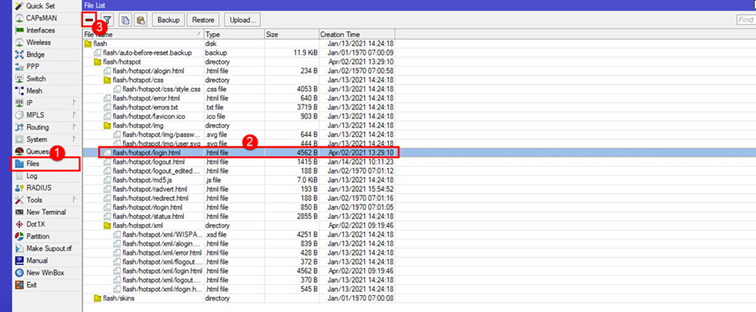 Quick Set
CAPsMAN
Interfaces
Wireless
Bridge
PPP
Switch
Mesh
IP
MPLS
Routing
System
Queues
1
Files
Log
RADIUS
Tools
New Terminal
Dot1X
Partition
Make Supout.rif
Manual
New WinBox
Exit
File List
Backup Restore Upload... Find
3
File Name Type Size Creation Time
flash disk Jan/13/2021 14:24:18
flash/auto-before-reset.backup backup 11.9 KiB Jan/01/1970 07:00:09
flash/hotspot directory Apr/02/2021 13:29:10
flash/hotspot/alogin.html .html file 234 B Jan/02/1970 07:00:58
flash/hotspot/css directory Jan/13/2021 14:24:18
flash/hotspot/css/style.css .css file 4053 B Jan/13/2021 14:24:18
flash/hotspot/error.html .html file 640 B Jan/13/2021 14:24:18
flash/hotspot/errors.txt .txt file 3719 B Jan/13/2021 14:24:18
flash/hotspot/favicon.ico .ico file 903 B Jan/13/2021 14:24:18
flash/hotspot/img directory Jan/13/2021 14:24:18
flash/hotspot/img/passw... .svg file 644 B Jan/13/2021 14:24:18
flash/hotspot/img/user.svg .svg file 444 B Jan/13/2021 14:24:18
2
flash/hotspot/login.html .html file 4562 B Apr/02/2021 13:29:10
flash/hotspot/logout.html .html file 1415 B Jan/14/2021 10:11:23
flash/hotspot/logout_edted... .html file 188 B Jan/02/1970 07:01:12
flash/hotspot/md5.js .js file 7.0 KiB Jan/13/2021 14:24:18
flash/hotspot/radvert.html .html file 193 B Jan/13/2021 15:54:52
flash/hotspot/redirect.html .html file 188 B Jan/02/1970 07:01:16
flash/hotspot/rlogin.html .html file 850 B Jan/02/1970 07:01:05
flash/hotspot/status.html .html file 2855 B Jan/13/2021 14:24:18
flash/hotspot/xml directory Apr/02/2021 09:19:46
flash/hotspot/xml/WISPA... .xsd file 4251 B Jan/13/2021 14:24:18
flash/hotspot/xml/alogin.... .html file 839 B Jan/13/2021 14:24:18
flash/hotspot/xml/error.html .html file 428 B Jan/13/2021 14:24:18
flash/hotspot/xml/flogout.... .html file 372 B Jan/13/2021 14:24:18
flash/hotspot/xml/login.html .html file 4562 B Apr/02/2021 09:19:46
flash/hotspot/xml/logout.... .html file 370 B Jan/13/2021 14:24:18
flash/hotspot/xml/rlogin.h... .html file 545 B Jan/13/2021 14:24:18
flash/skins directory Jan/01/1970 07:00:08